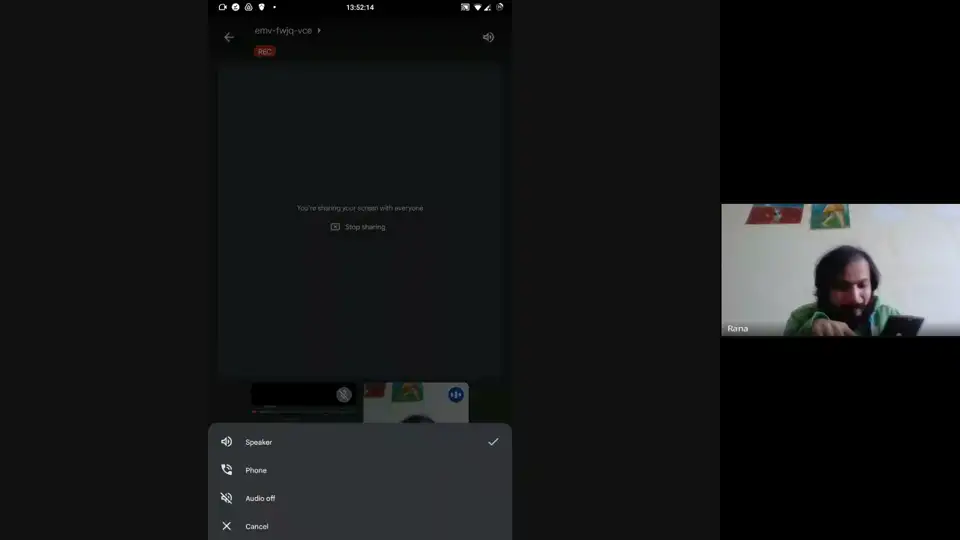 13:52:14
emv-fwjq-vce
REC
You're sharing your screen with everyone
Stop sharing
Speaker
Phone
Audio off
Cancel
Rana